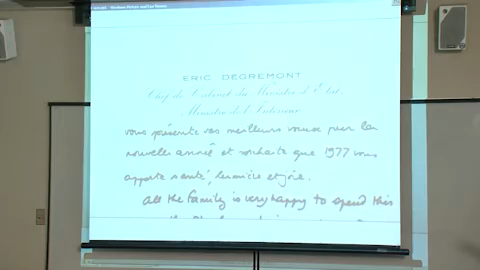 ERIC DEGREMONT
Chef de Cabinet du Ministre d'Etat,
Ministre de l'Intérieur
vous présente ses meilleurs voeux pour la
nouvelle année et souhaite que 1977 vous
apporte santé, lumière et joie.
All the family is very happy to spend this